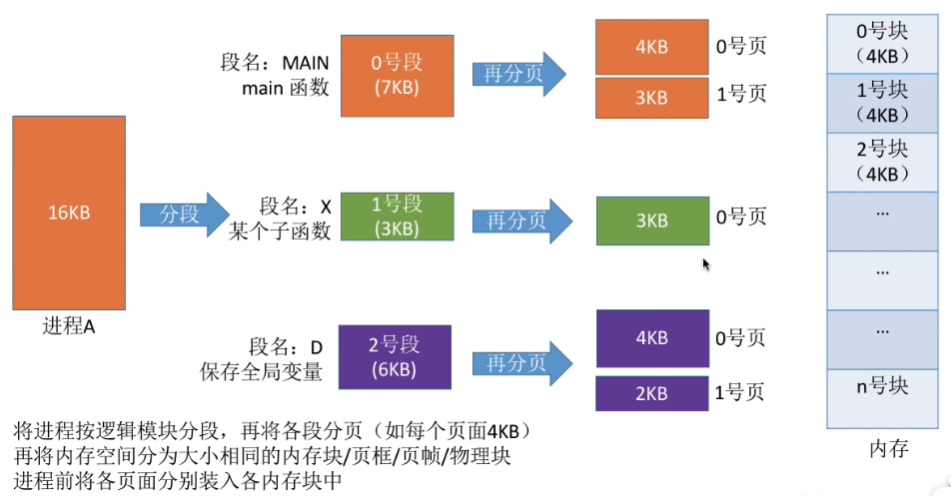 段名：MAIN
main 函数
0号段
(7KB)
再分页
4KB
0号页
3KB
1号页
16KB
进程A
分段
段名：X
某个子函数
1号段
(3KB)
再分页
3KB
0号页
段名：D
保存全局变量
2号段
(6KB)
再分页
4KB
0号页
2KB
1号页
0号块
（4KB）
1号块
（4KB）
2号块
（4KB）
...
...
...
n号块
内存
将进程按逻辑模块分段，再将各段分页（如每个页面4KB）
再将内存空间分为大小相同的内存块/页框/页帧/物理块
进程前将各页面分别装入各内存块中